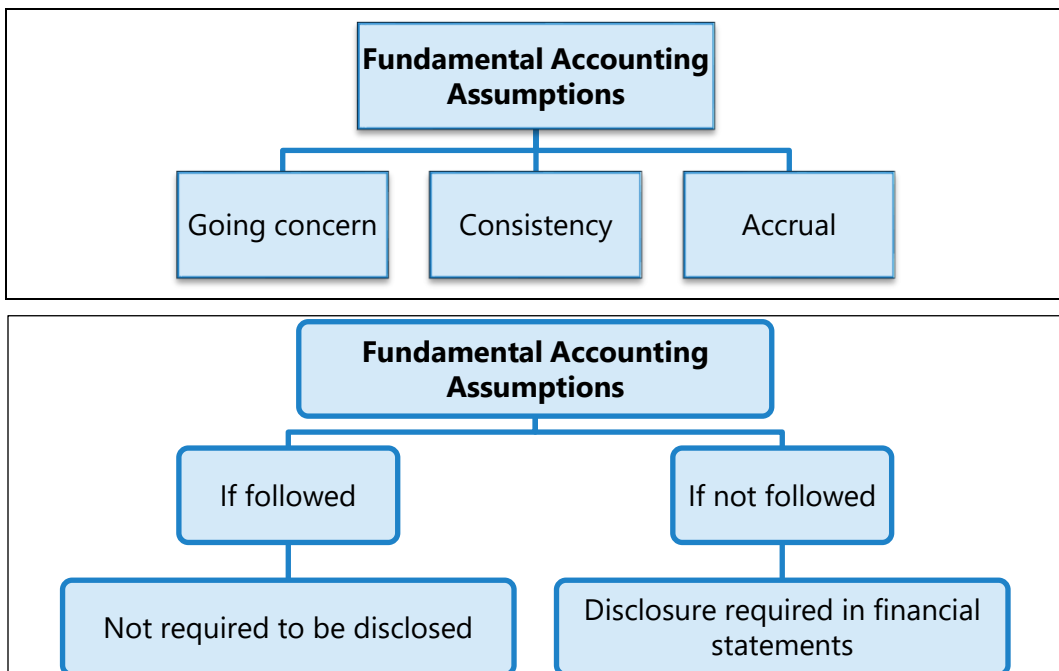 Fundamental Accounting
Assumptions
Going concern
Consistency
Accrual
Fundamental Accounting
Assumptions
If followed
If not followed
Not required to be disclosed
Disclosure required in financial
statements